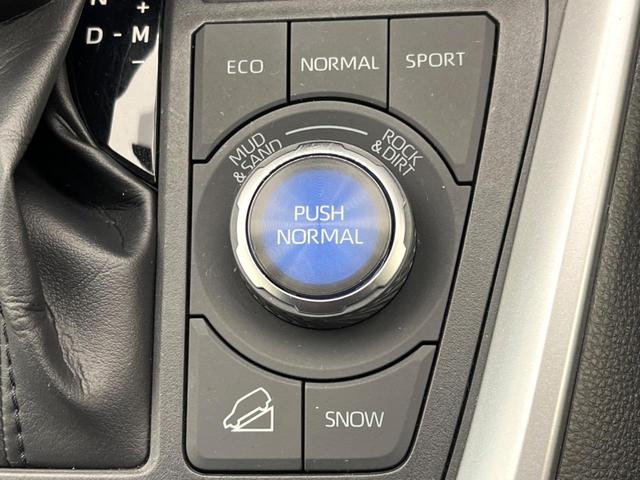 N +
D - M
-
ECO
NORMAL
SPORT
MUD
& SAND
ROCK
& DIRT
PUSH
NORMAL
SNOW